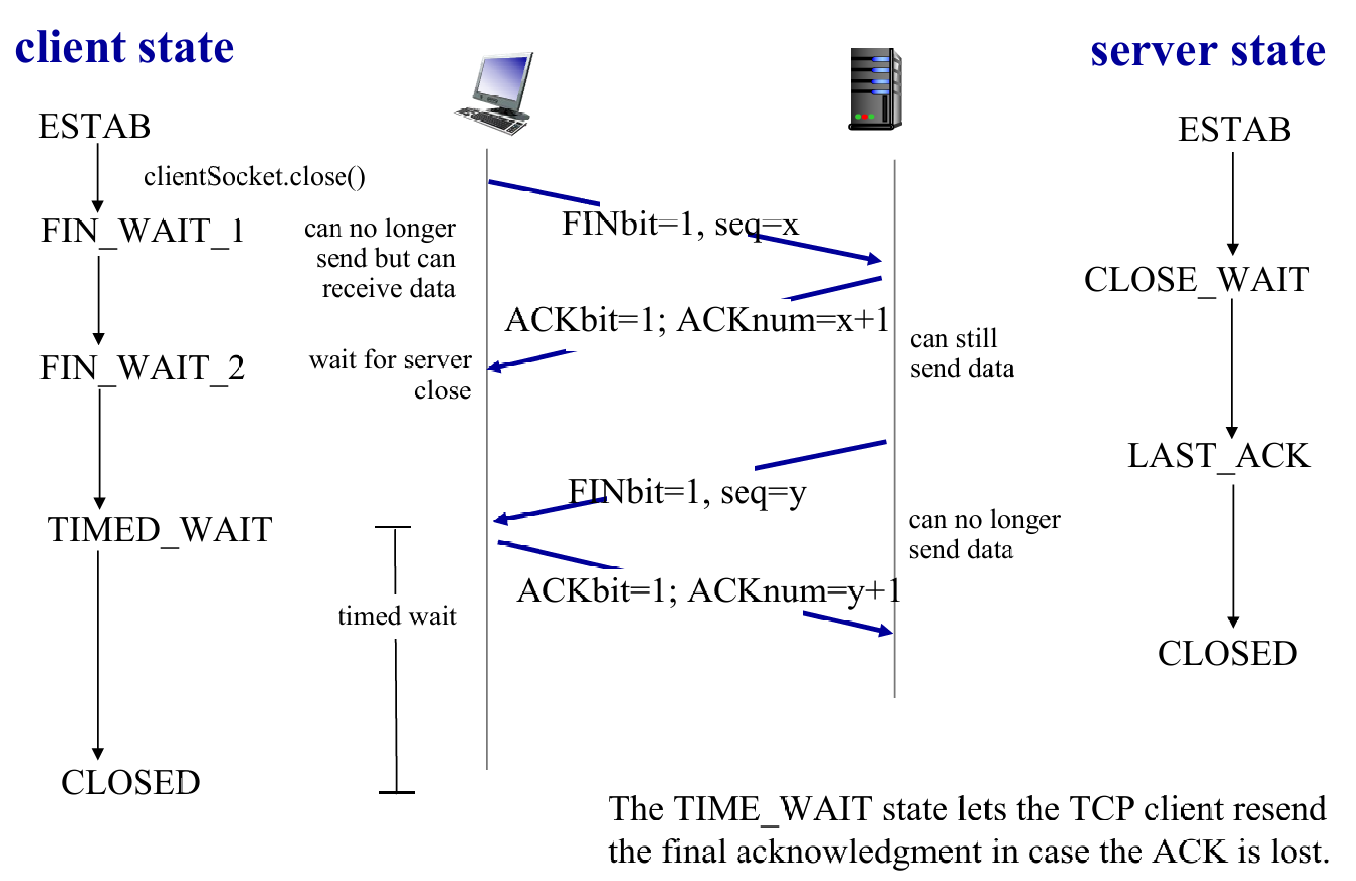 client state
server state
ESTAB
ESTAB
clientSocket.close()
FIN_WAIT_1
can no longer
send but can
receive data
FINbit=1, seq=x
CLOSE_WAIT
ACKbit=1; ACKnum=x+1
can still
send data
FIN_WAIT_2
wait for server
close
LAST_ACK
FINbit=1, seq=y
can no longer
send data
TIMED_WAIT
ACKbit=1; ACKnum=y+1
timed wait
CLOSED
CLOSED
The TIME_WAIT state lets the TCP client resend
the final acknowledgment in case the ACK is lost.